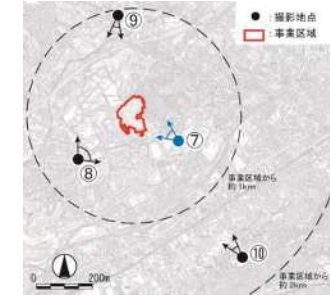 ● : 撮影地点
: 事業区域
⑨
⑦
⑧
事業区域から
約1km
⑩
0 200m
事業区域から
約2km